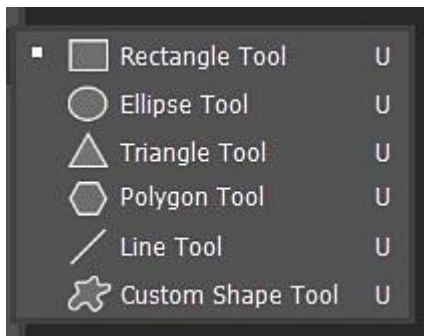 Rectangle Tool U
Ellipse Tool U
Triangle Tool U
Polygon Tool U
Line Tool U
Custom Shape Tool U